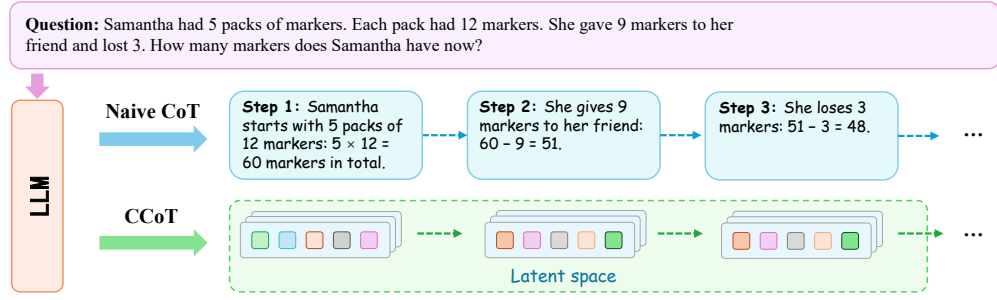 Question: Samantha had 5 packs of markers. Each pack had 12 markers. She gave 9 markers to her
friend and lost 3. How many markers does Samantha have now?
LLM
Naive CoT
Step 1: Samantha
starts with 5 packs of
12 markers: 5 × 12 =
60 markers in total.
Step 2: She gives 9
markers to her friend:
60 – 9 = 51.
Step 3: She loses 3
markers: 51 – 3 = 48.
...
CCoT
...
Latent space